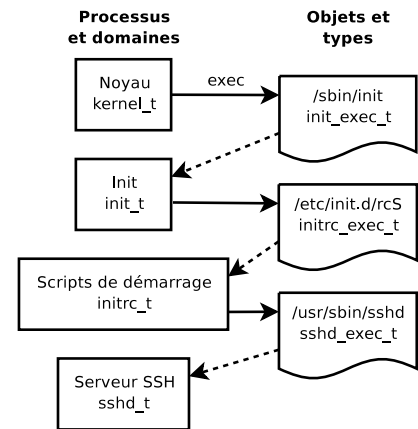 Processus
et domaines
Objets et
types
Noyau
kernel_t
exec
/sbin/init
init_exec_t
Init
init_t
/etc/init.d/rcS
initrc_exec_t
Scripts de démarrage
initrc_t
/usr/sbin/sshd
sshd_exec_t
Serveur SSH
sshd_t